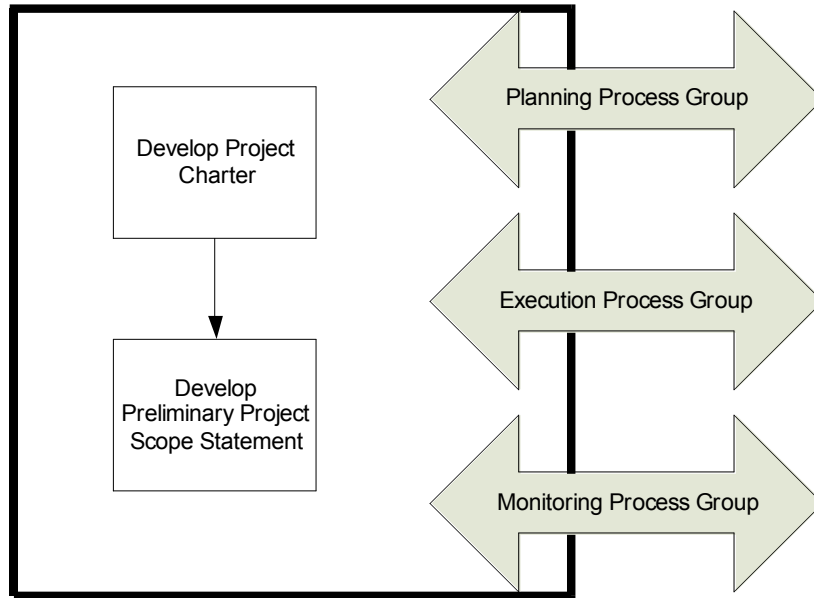 Develop Project
Charter
Develop
Preliminary Project
Scope Statement
Planning Process Group
Execution Process Group
Monitoring Process Group